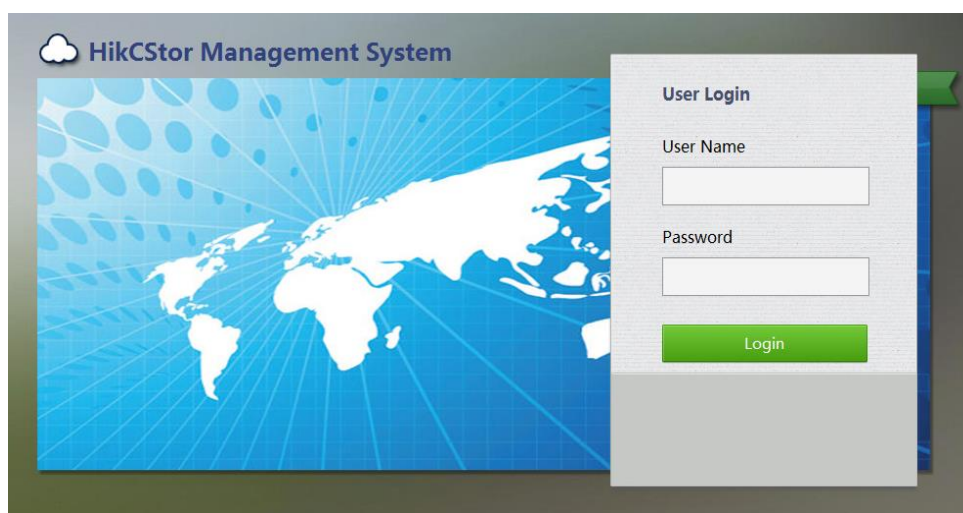 HikCStor Management System
User Login
User Name
Password
Login